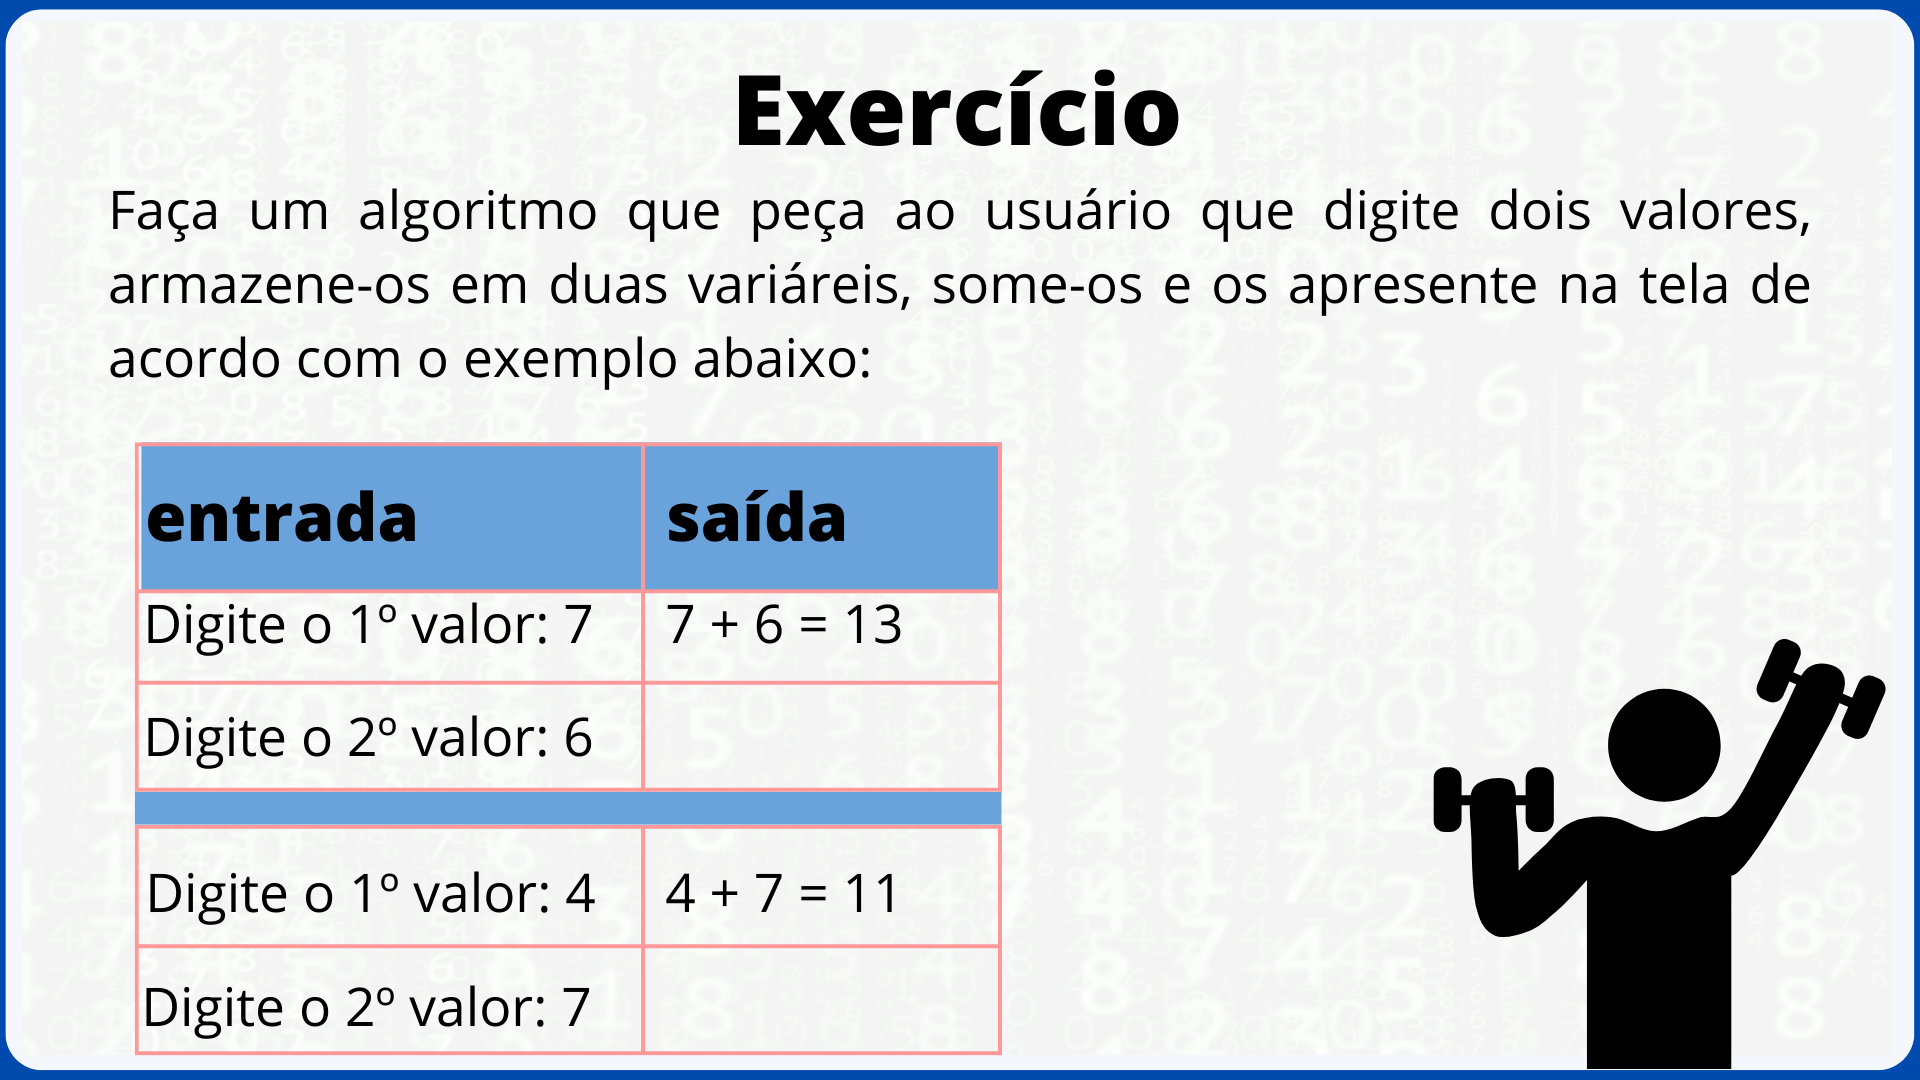 Exercício
Faça um algoritmo que peça ao usuário que digite dois valores,
armazene-os em duas variáreis, some-os e os apresente na tela de
acordo com o exemplo abaixo:
entrada saída
Digite o 1º valor: 7 7 + 6 = 13
Digite o 2º valor: 6
Digite o 1º valor: 4 4 + 7 = 11
Digite o 2º valor: 7